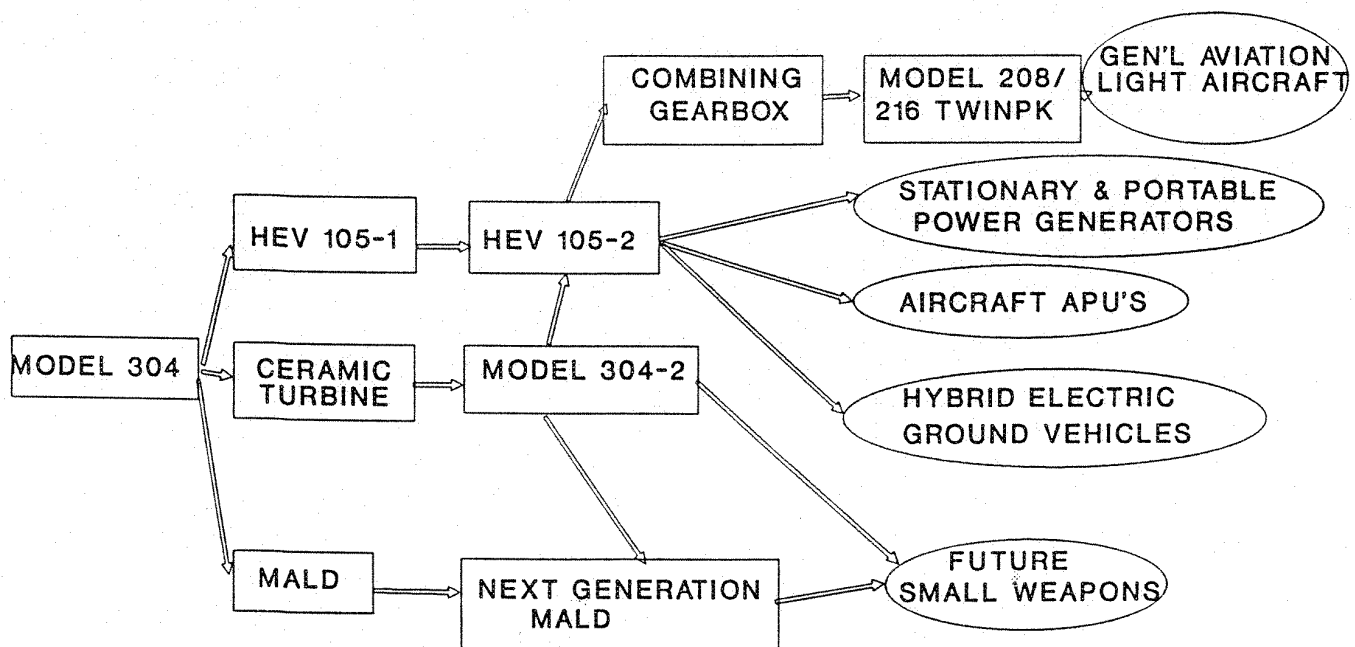 COMBINING
GEARBOX
MODEL 208/
216 TWINPK
GEN'L AVIATION
LIGHT AIRCRAFT
STATIONARY & PORTABLE
POWER GENERATORS
HEV 105-1
HEV 105-2
AIRCRAFT APU'S
MODEL 304
CERAMIC
TURBINE
MODEL 304-2
HYBRID ELECTRIC
GROUND VEHICLES
MALD
NEXT GENERATION
MALD
FUTURE
SMALL WEAPONS